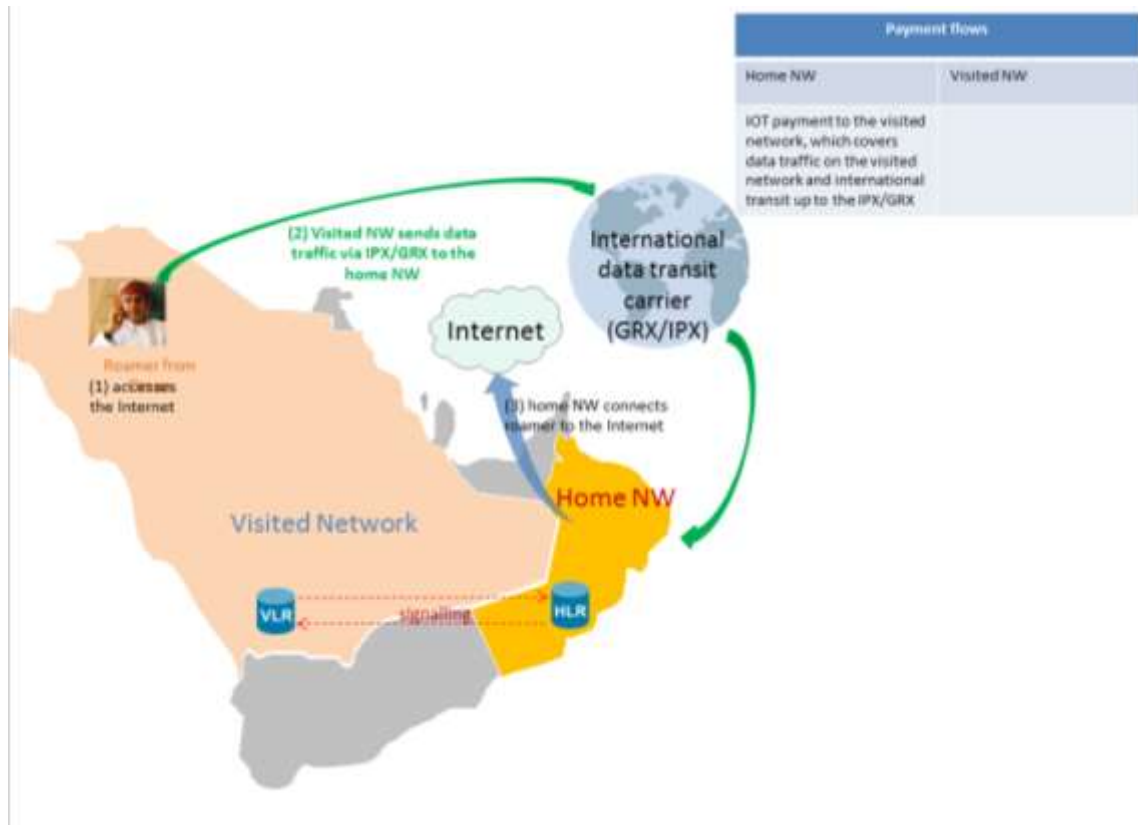 Payment flows
Home NW
Visited NW
IOT payment to the visited
network, which covers
data traffic on the visited
network and international
transit up to the IPX/GRX
(2) Visited NW sends data
traffic via IPX/GRX to the
home NW
International
data transit
carrier
(GRX/IPX)
Internet
Roamer from
(1) accesses
the Internet
(3) home NW connects
roamer to the Internet
Home NW
Visited Network
VLR
signalling
HLR